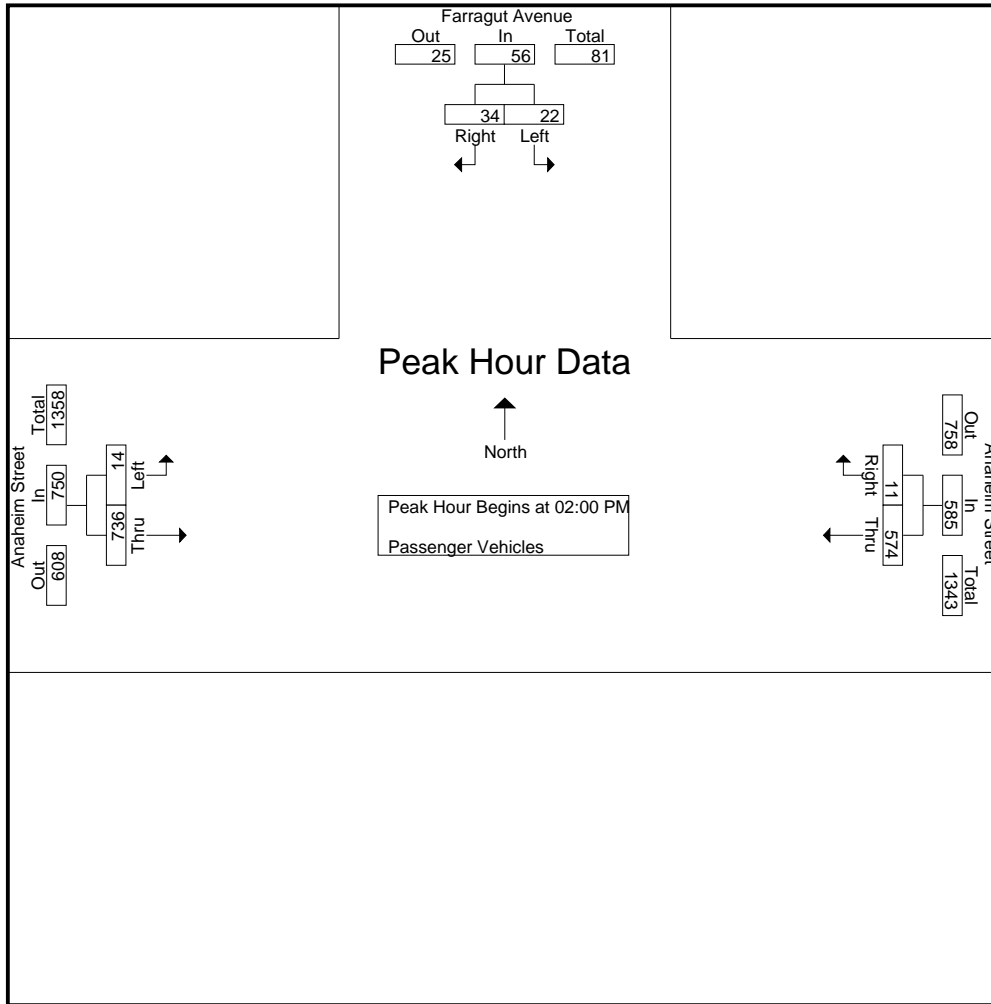 Farragut Avenue
Out In Total
25 56 81
34 22
Right Left
Peak Hour Data
North
Peak Hour Begins at 02:00 PM
Passenger Vehicles
Anaheim Street
Out In Total
608 750 1358
736 14
Thru Left
Anaheim Street
Out In Total
758 585 1343
11 574
Right Thru